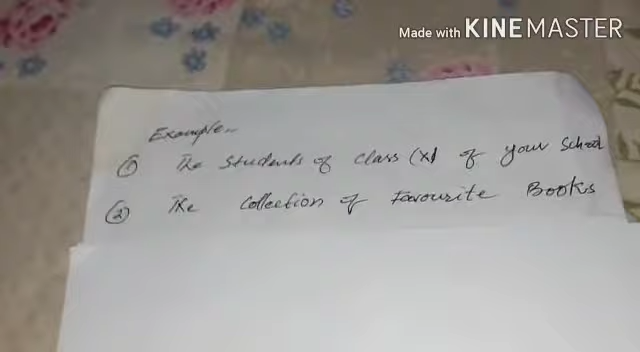 Made with KINEMASTER
Example..
(1) The Students of Class (X) of your School
(2) The Collection of Favourite Books